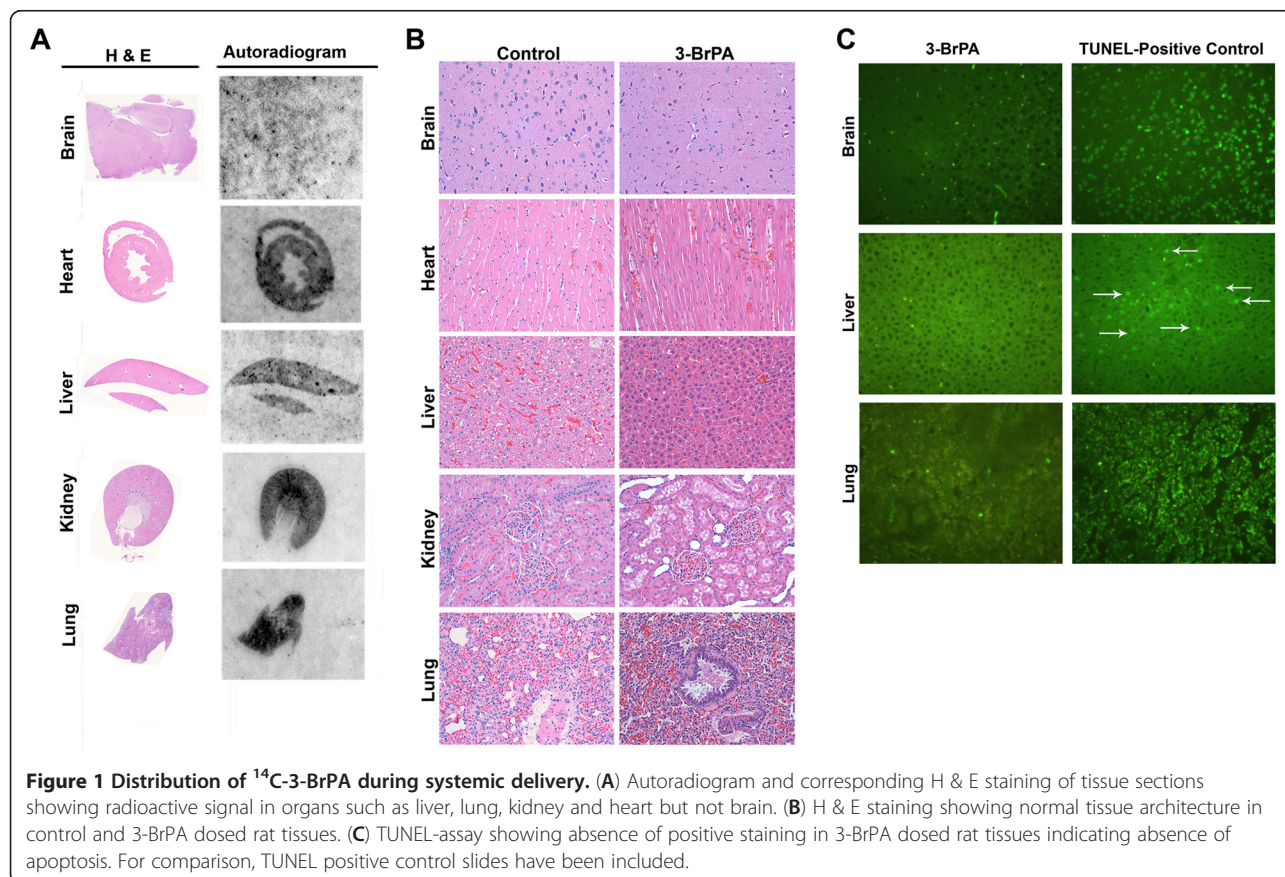 A
H & E
Autoradiogram
Brain
Heart
Liver
Kidney
Lung
B
Control
3-BrPA
Brain
Heart
Liver
Kidney
Lung
C
3-BrPA
TUNEL-Positive Control
Brain
Liver
Lung
Figure 1 Distribution of ¹⁴C-3-BrPA during systemic delivery. (A) Autoradiogram and corresponding H & E staining of tissue sections
showing radioactive signal in organs such as liver, lung, kidney and heart but not brain. (B) H & E staining showing normal tissue architecture in
control and 3-BrPA dosed rat tissues. (C) TUNEL-assay showing absence of positive staining in 3-BrPA dosed rat tissues indicating absence of
apoptosis. For comparison, TUNEL positive control slides have been included.